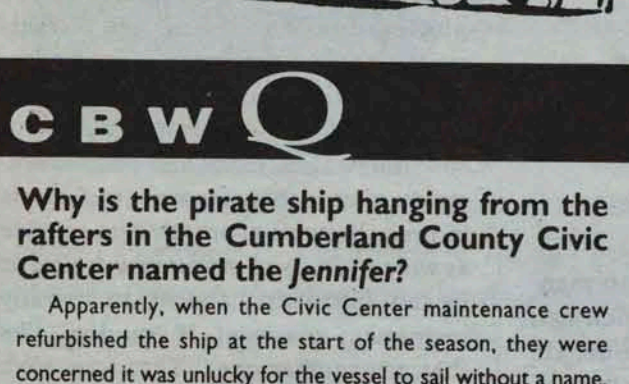 CBW Q
Why is the pirate ship hanging from the
rafters in the Cumberland County Civic
Center named the Jennifer?
Apparently, when the Civic Center maintenance crew
refurbished the ship at the start of the season, they were
concerned it was unlucky for the vessel to sail without a name.